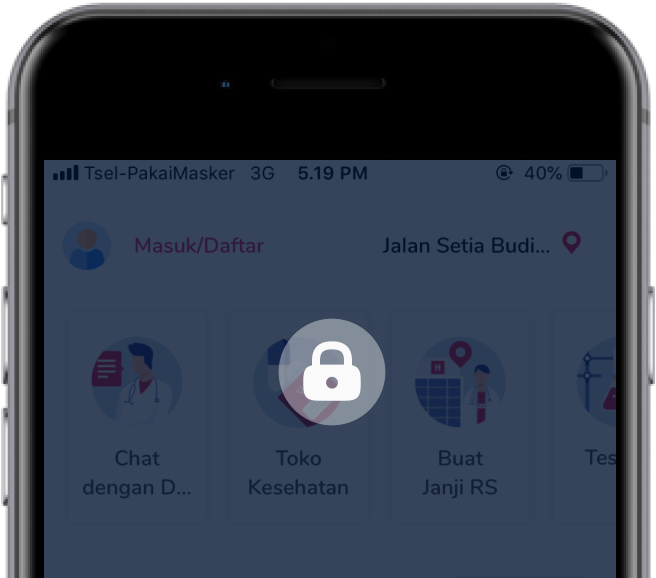 Tsel-PakaiMasker 3G 5.19 PM 40%
Masuk/Daftar Jalan Setia Budi...
H
Chat
dengan D...
Toko
Kesehatan
Buat
Janji RS
Tes